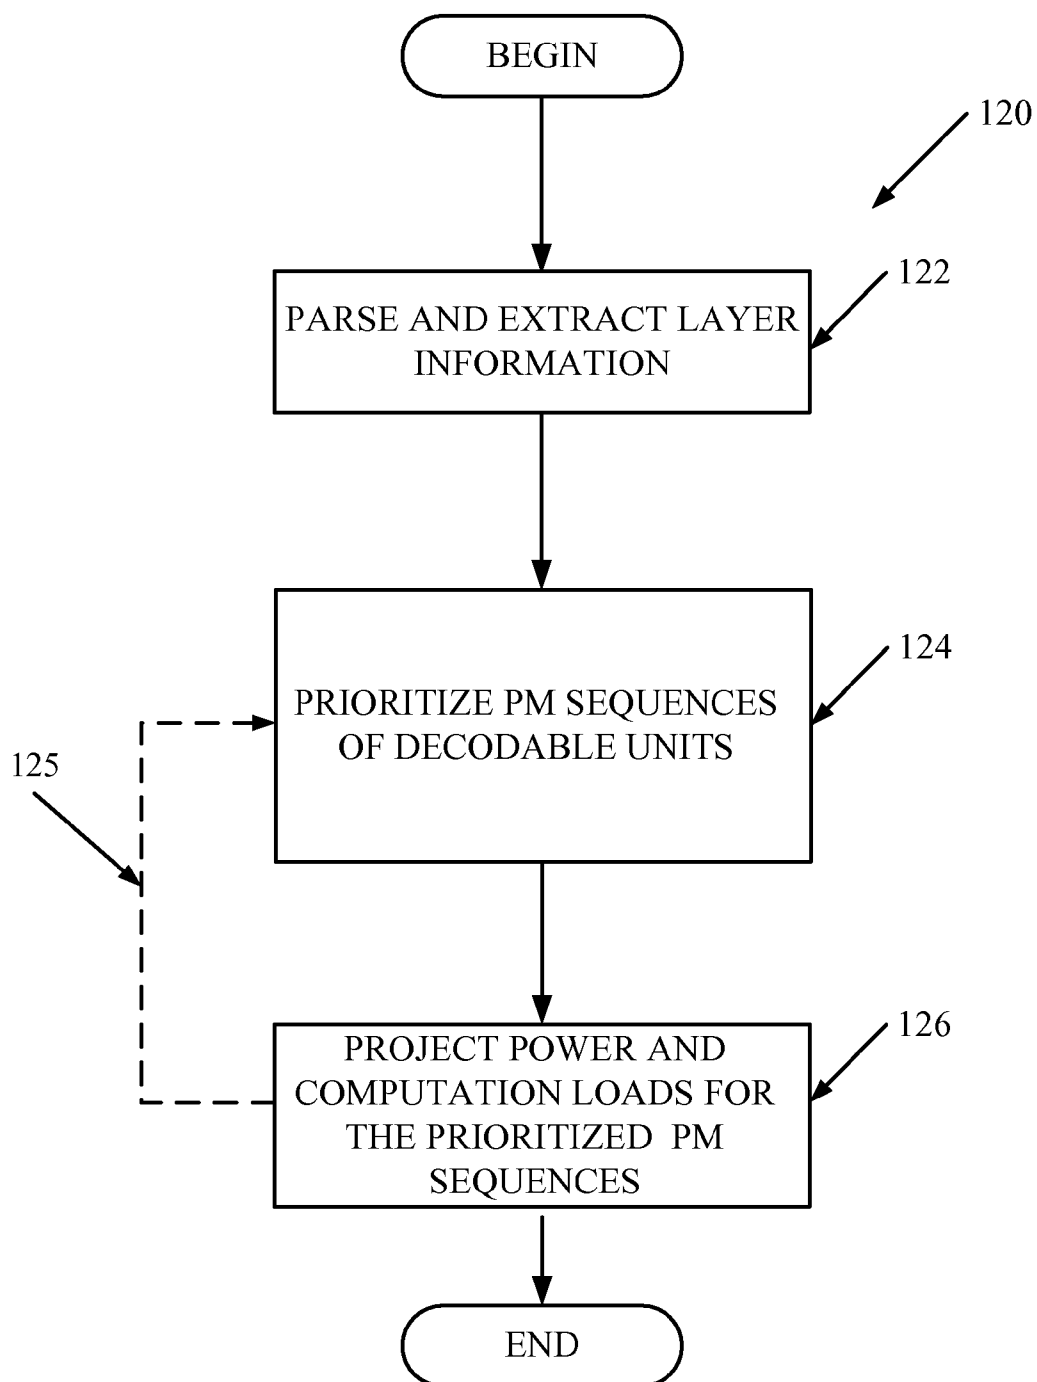 BEGIN
120
122
PARSE AND EXTRACT LAYER
INFORMATION
124
PRIORITIZE PM SEQUENCES
OF DECODABLE UNITS
125
126
PROJECT POWER AND
COMPUTATION LOADS FOR
THE PRIORITIZED PM
SEQUENCES
END